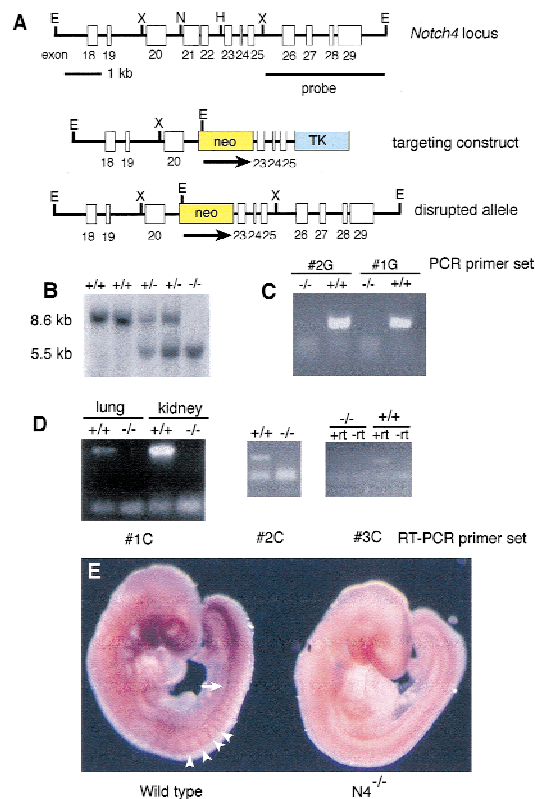 A
E X N H X E
Notch4 locus
exon 18 19 20 21 22 23 24 25 26 27 28 29
1 kb
probe
E X E
neo TK
targeting construct
18 19 20 23 24 25
E X E X E
neo
disrupted allele
18 19 20 23 24 25 26 27 28 29
B
+/+ +/+ +/- +/- -/-
8.6 kb
5.5 kb
C
#2G #1G PCR primer set
-/- +/+ -/- +/+
D
lung kidney
+/+ -/- +/+ -/-
+/+ -/-
-/- +/+
+rt -rt +rt -rt
#1C #2C #3C RT-PCR primer set
E
Wild type N4-/-